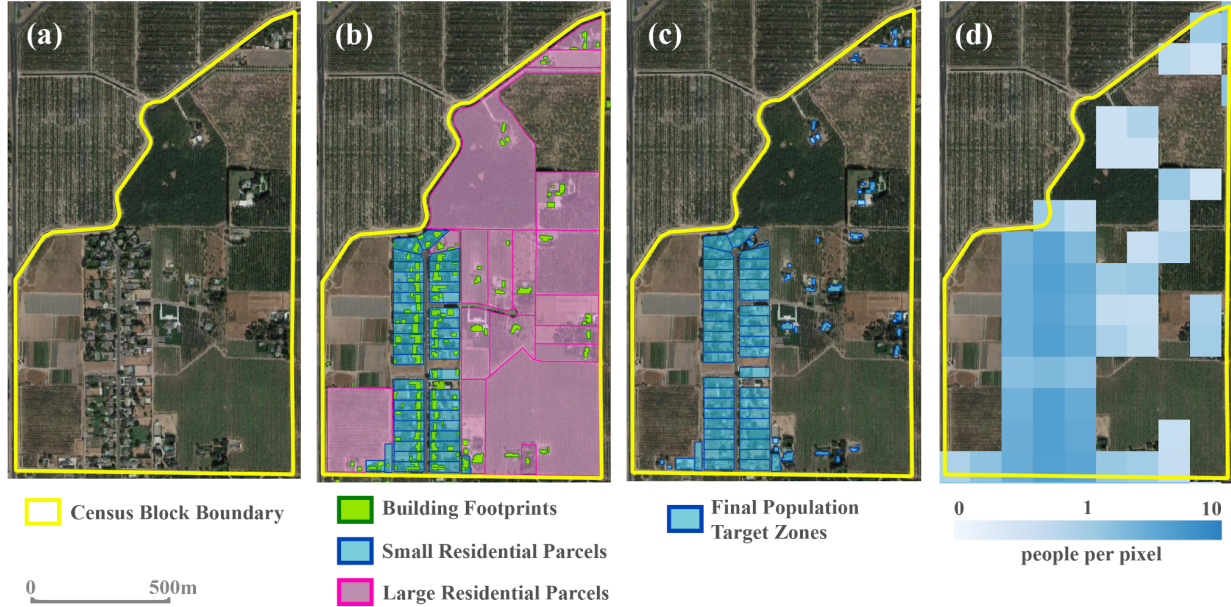 (a)
(b)
(c)
(d)
Census Block Boundary
0 500m
Building Footprints
Small Residential Parcels
Large Residential Parcels
Final Population
Target Zones
0 1 10
people per pixel